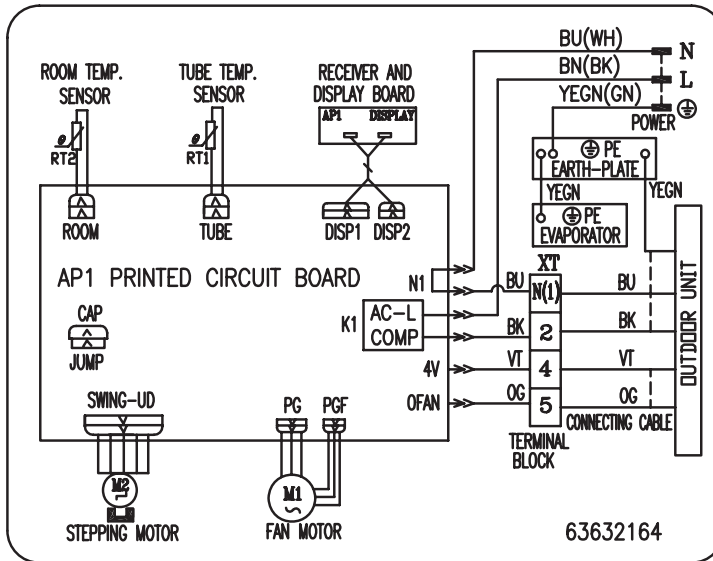 BU(WH)
N
BN(BK)
L
YEGN(GN)
POWER
ROOM TEMP.
SENSOR
TUBE TEMP.
SENSOR
RECEIVER AND
DISPLAY BOARD
AP1 DISPLAY
θ
RT2
θ
RT1
PE
EARTH-PLATE
YEGN
YEGN
PE
EVAPORATOR
ROOM
TUBE
DISP1 DISP2
AP1 PRINTED CIRCUIT BOARD
N1
BU
XT
N(1)
BU
CAP
JUMP
K1
AC-L
COMP
BK
2
BK
4V
VT
4
VT
OFAN
OG
5
OG
OUTDOOR UNIT
CONNECTING CABLE
TERMINAL
BLOCK
SWING-UD
PG
PGF
M2
STEPPING MOTOR
M1
FAN MOTOR
63632164